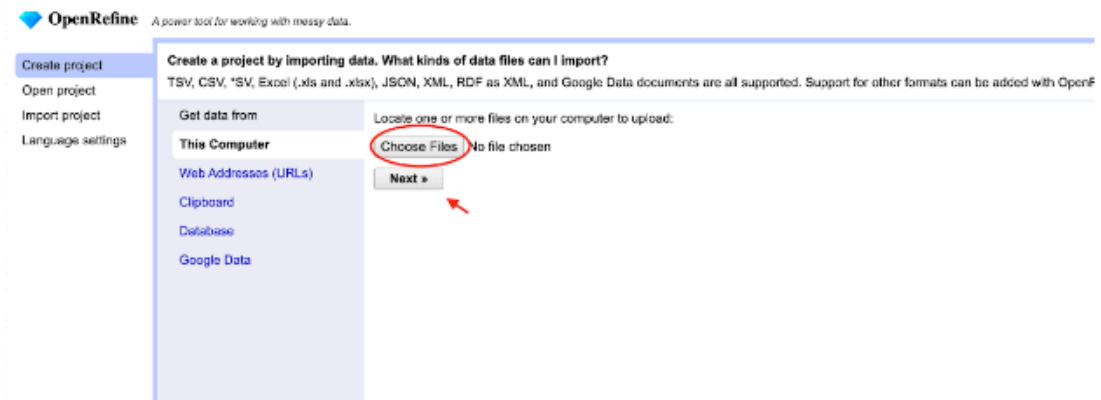 OpenRefine A power tool for working with messy data.
Create project
Open project
Import project
Language settings
Create a project by importing data. What kinds of data files can I import?
TSV, CSV, *SV, Excel (.xls and .xlsx), JSON, XML, RDF as XML, and Google Data documents are all supported. Support for other formats can be added with OpenR
Get data from
This Computer
Web Addresses (URLs)
Clipboard
Database
Google Data
Locate one or more files on your computer to upload:
Choose Files No file chosen
Next »